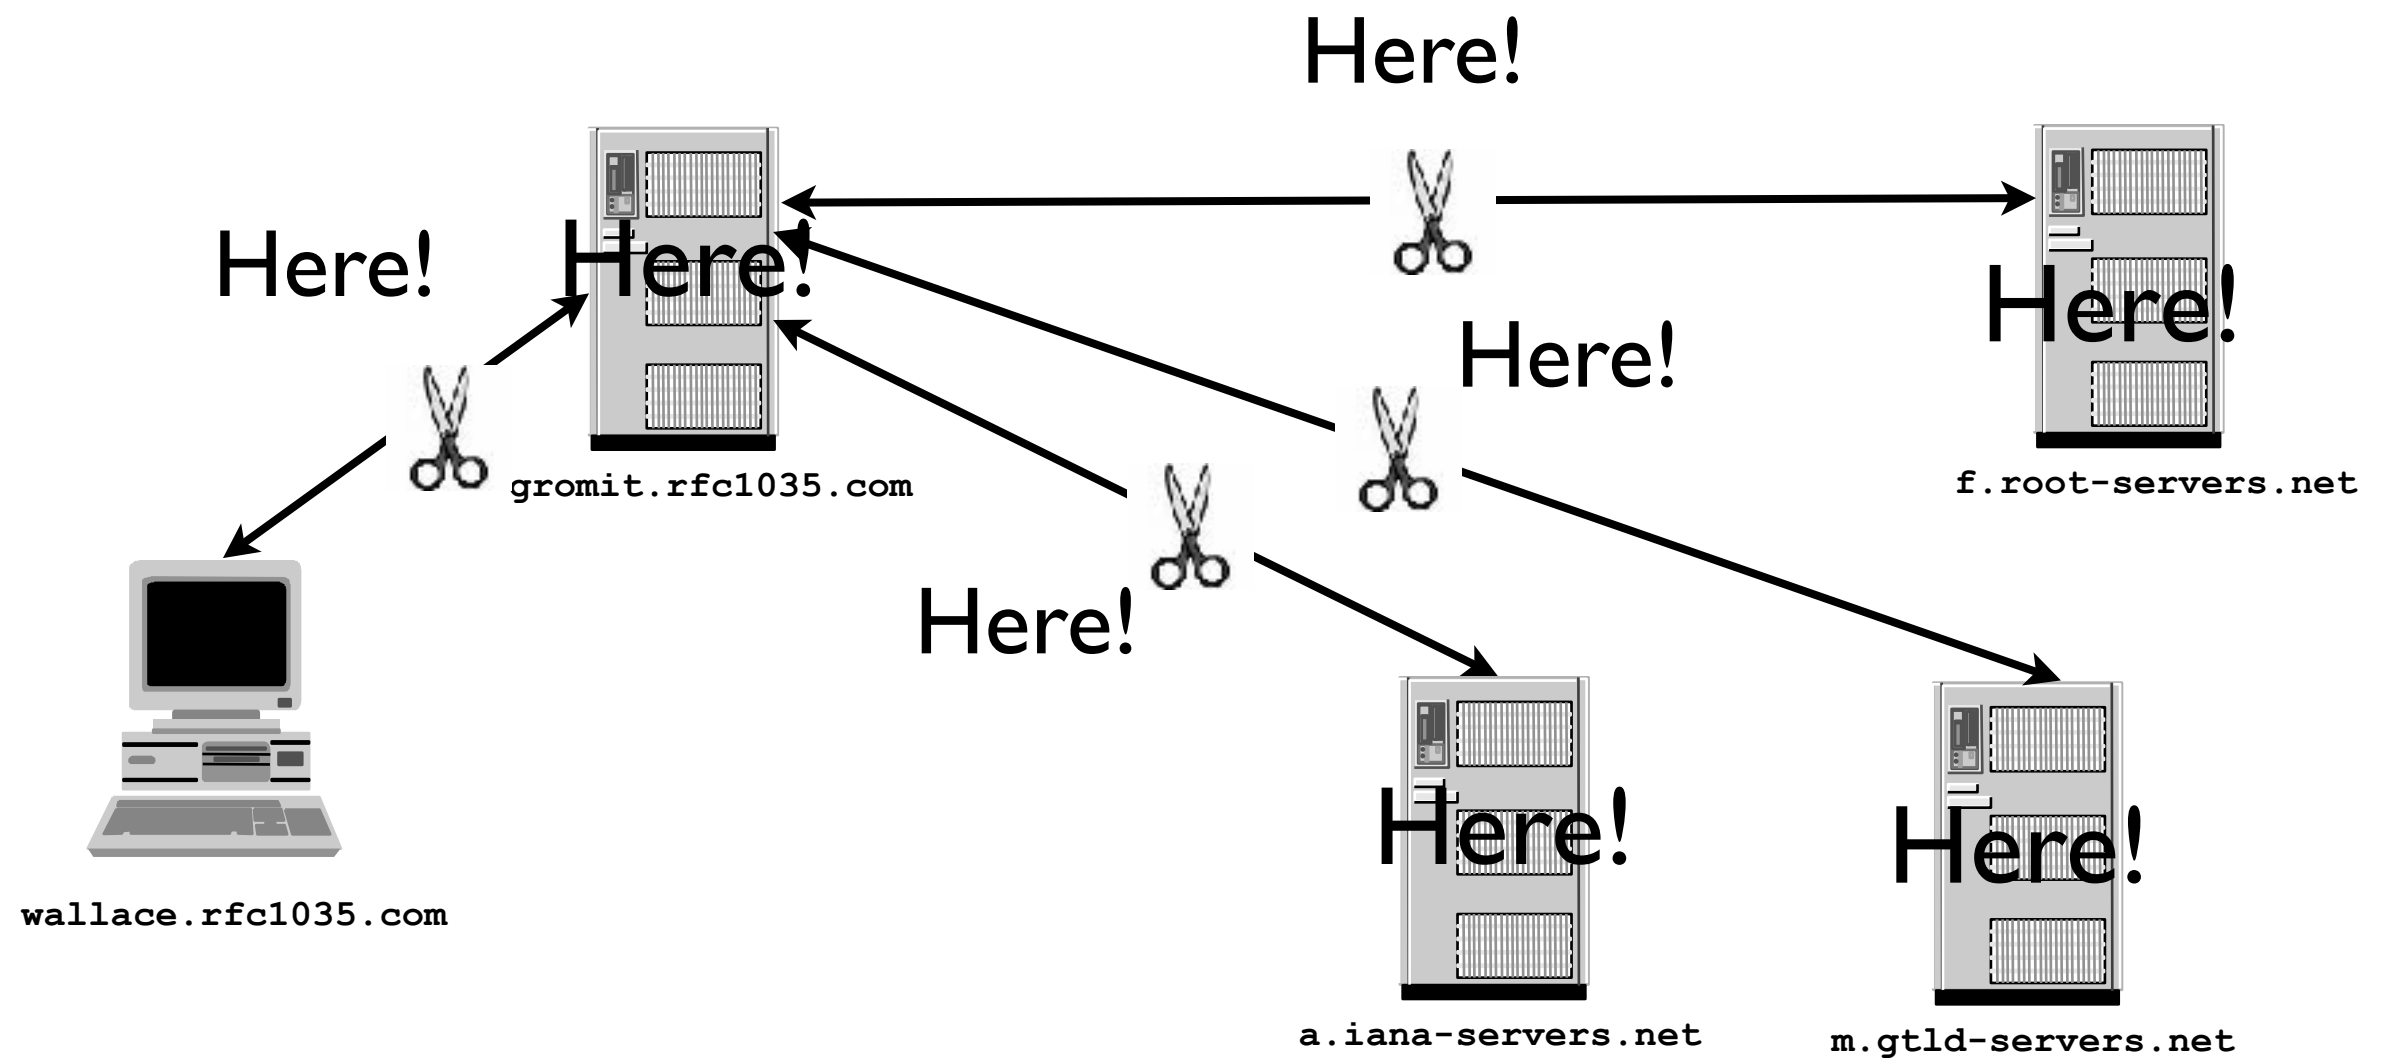 Here!
Here!
Here!
Here!
Here!
gromit.rfc1035.com
f.root-servers.net
Here!
wallace.rfc1035.com
Here!
Here!
a.iana-servers.net
m.gtld-servers.net